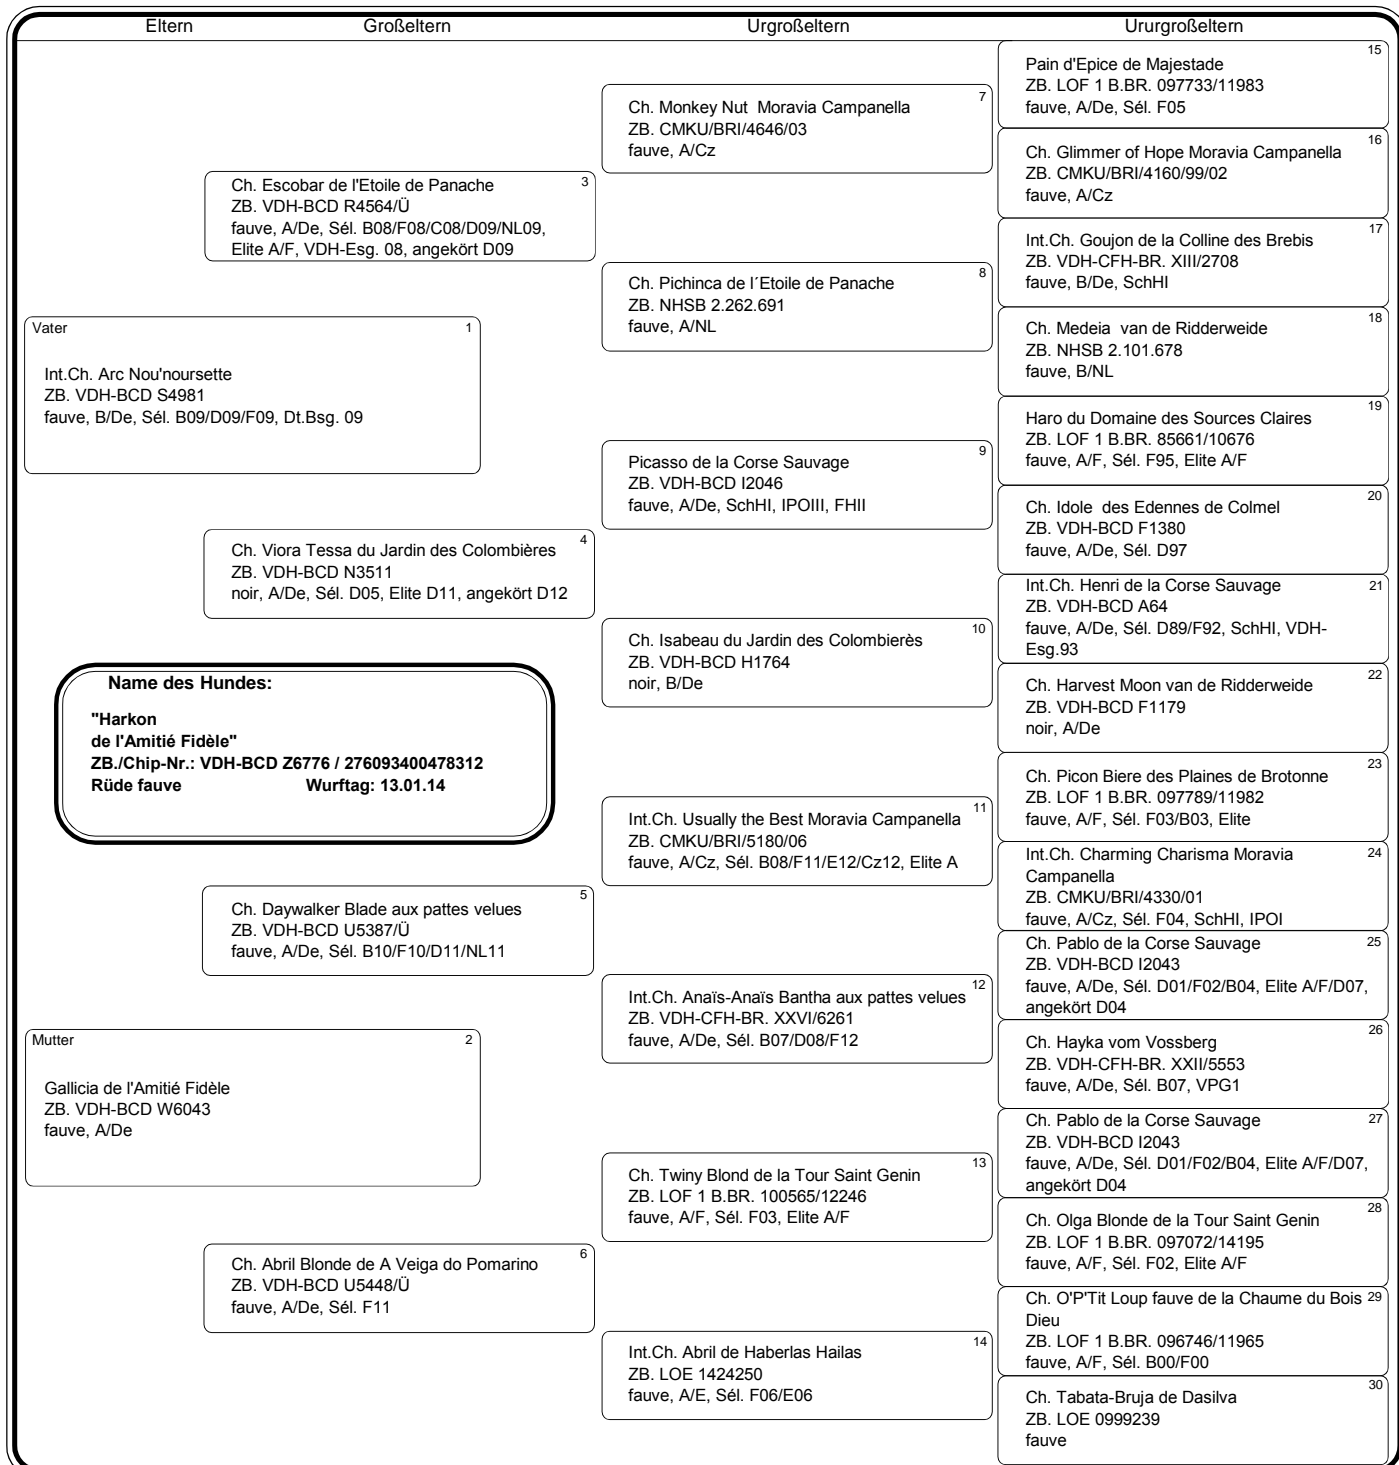 Eltern Großeltern Urgroßeltern Ururgroßeltern
Vater 1
Int.Ch. Arc Nou'noursette
ZB. VDH-BCD S4981
fauve, B/De, Sél. B09/D09/F09, Dt.Bsg. 09
Name des Hundes:
"Harkon
de l'Amitié Fidèle"
ZB./Chip-Nr.: VDH-BCD Z6776 / 276093400478312
Rüde fauve Wurftag: 13.01.14
Mutter 2
Gallicia de l'Amitié Fidèle
ZB. VDH-BCD W6043
fauve, A/De
Ch. Escobar de l'Etoile de Panache 3
ZB. VDH-BCD R4564/Ü
fauve, A/De, Sél. B08/F08/C08/D09/NL09,
Elite A/F, VDH-Esg. 08, angekört D09
Ch. Viora Tessa du Jardin des Colombières 4
ZB. VDH-BCD N3511
noir, A/De, Sél. D05, Elite D11, angekört D12
Ch. Daywalker Blade aux pattes velues 5
ZB. VDH-BCD U5387/Ü
fauve, A/De, Sél. B10/F10/D11/NL11
Ch. Abril Blonde de A Veiga do Pomarino 6
ZB. VDH-BCD U5448/Ü
fauve, A/De, Sél. F11
Ch. Monkey Nut  Moravia Campanella 7
ZB. CMKU/BRI/4646/03
fauve, A/Cz
Ch. Pichinca de l´Etoile de Panache 8
ZB. NHSB 2.262.691
fauve, A/NL
Picasso de la Corse Sauvage 9
ZB. VDH-BCD I2046
fauve, A/De, SchHI, IPOIII, FHII
Ch. Isabeau du Jardin des Colombierès 10
ZB. VDH-BCD H1764
noir, B/De
Int.Ch. Usually the Best Moravia Campanella 11
ZB. CMKU/BRI/5180/06
fauve, A/Cz, Sél. B08/F11/E12/Cz12, Elite A
Int.Ch. Anaïs-Anaïs Bantha aux pattes velues 12
ZB. VDH-CFH-BR. XXVI/6261
fauve, A/De, Sél. B07/D08/F12
Ch. Twiny Blond de la Tour Saint Genin 13
ZB. LOF 1 B.BR. 100565/12246
fauve, A/F, Sél. F03, Elite A/F
Int.Ch. Abril de Haberlas Hailas 14
ZB. LOE 1424250
fauve, A/E, Sél. F06/E06
15
Pain d'Epice de Majestade
ZB. LOF 1 B.BR. 097733/11983
fauve, A/De, Sél. F05
16
Ch. Glimmer of Hope Moravia Campanella
ZB. CMKU/BRI/4160/99/02
fauve, A/Cz
Int.Ch. Goujon de la Colline des Brebis 17
ZB. VDH-CFH-BR. XIII/2708
fauve, B/De, SchHI
18
Ch. Medeia  van de Ridderweide
ZB. NHSB 2.101.678
fauve, B/NL
Haro du Domaine des Sources Claires 19
ZB. LOF 1 B.BR. 85661/10676
fauve, A/F, Sél. F95, Elite A/F
20
Ch. Idole  des Edennes de Colmel
ZB. VDH-BCD F1380
fauve, A/De, Sél. D97
Int.Ch. Henri de la Corse Sauvage 21
ZB. VDH-BCD A64
fauve, A/De, Sél. D89/F92, SchHI, VDH-
Esg.93
22
Ch. Harvest Moon van de Ridderweide
ZB. VDH-BCD F1179
noir, A/De
23
Ch. Picon Biere des Plaines de Brotonne
ZB. LOF 1 B.BR. 097789/11982
fauve, A/F, Sél. F03/B03, Elite
Int.Ch. Charming Charisma Moravia 24
Campanella
ZB. CMKU/BRI/4330/01
fauve, A/Cz, Sél. F04, SchHI, IPOI
Ch. Pablo de la Corse Sauvage 25
ZB. VDH-BCD I2043
fauve, A/De, Sél. D01/F02/B04, Elite A/F/D07,
angekört D04
26
Ch. Hayka vom Vossberg
ZB. VDH-CFH-BR. XXII/5553
fauve, A/De, Sél. B07, VPG1
Ch. Pablo de la Corse Sauvage 27
ZB. VDH-BCD I2043
fauve, A/De, Sél. D01/F02/B04, Elite A/F/D07,
angekört D04
28
Ch. Olga Blonde de la Tour Saint Genin
ZB. LOF 1 B.BR. 097072/14195
fauve, A/F, Sél. F02, Elite A/F
Ch. O'P'Tit Loup fauve de la Chaume du Bois 29
Dieu
ZB. LOF 1 B.BR. 096746/11965
fauve, A/F, Sél. B00/F00
30
Ch. Tabata-Bruja de Dasilva
ZB. LOE 0999239
fauve